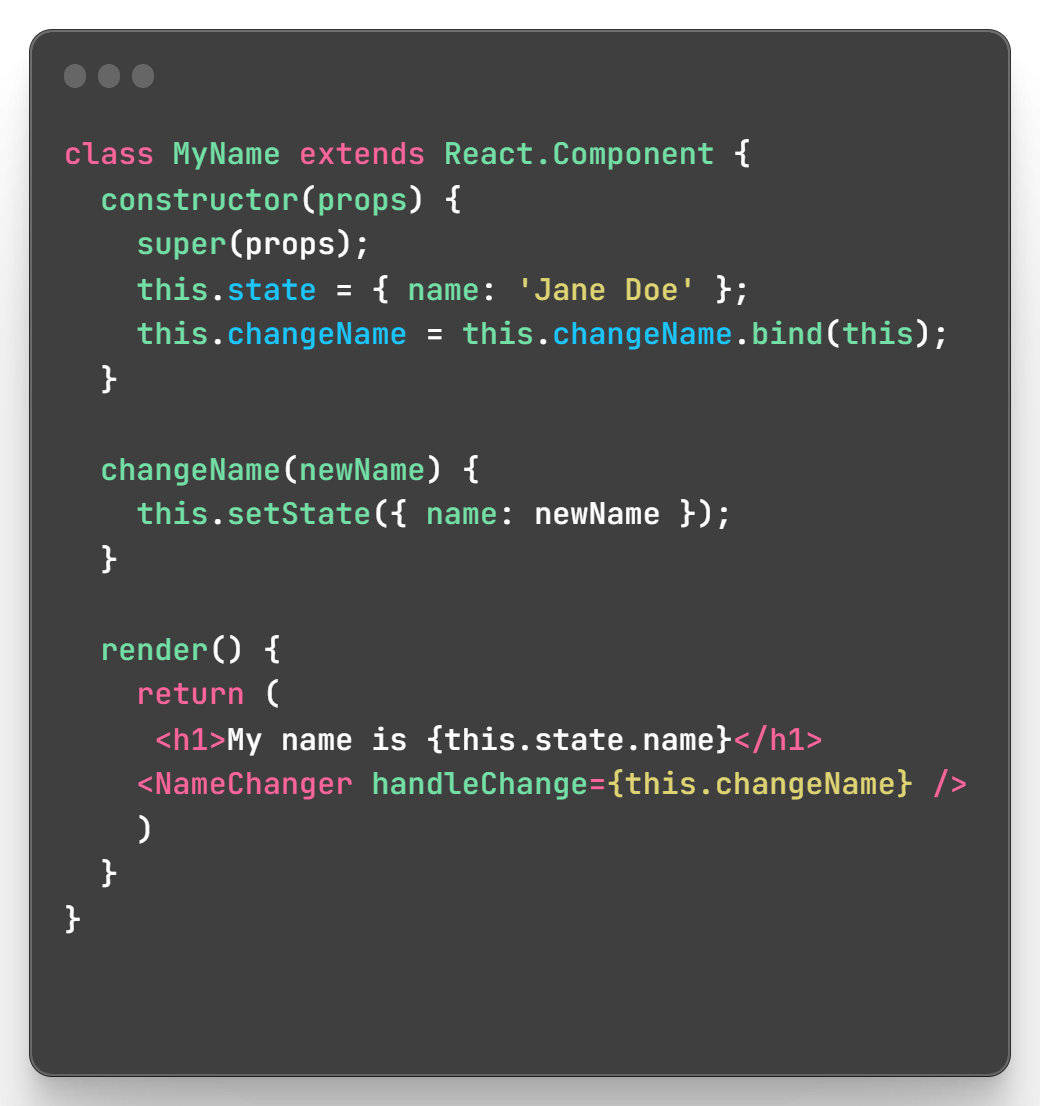 class MyName extends React.Component {
  constructor(props) {
    super(props);
    this.state = { name: 'Jane Doe' };
    this.changeName = this.changeName.bind(this);
  }

  changeName(newName) {
    this.setState({ name: newName });
  }

  render() {
    return (
     <h1>My name is {this.state.name}</h1>
    <NameChanger handleChange={this.changeName} />
    )
  }
}